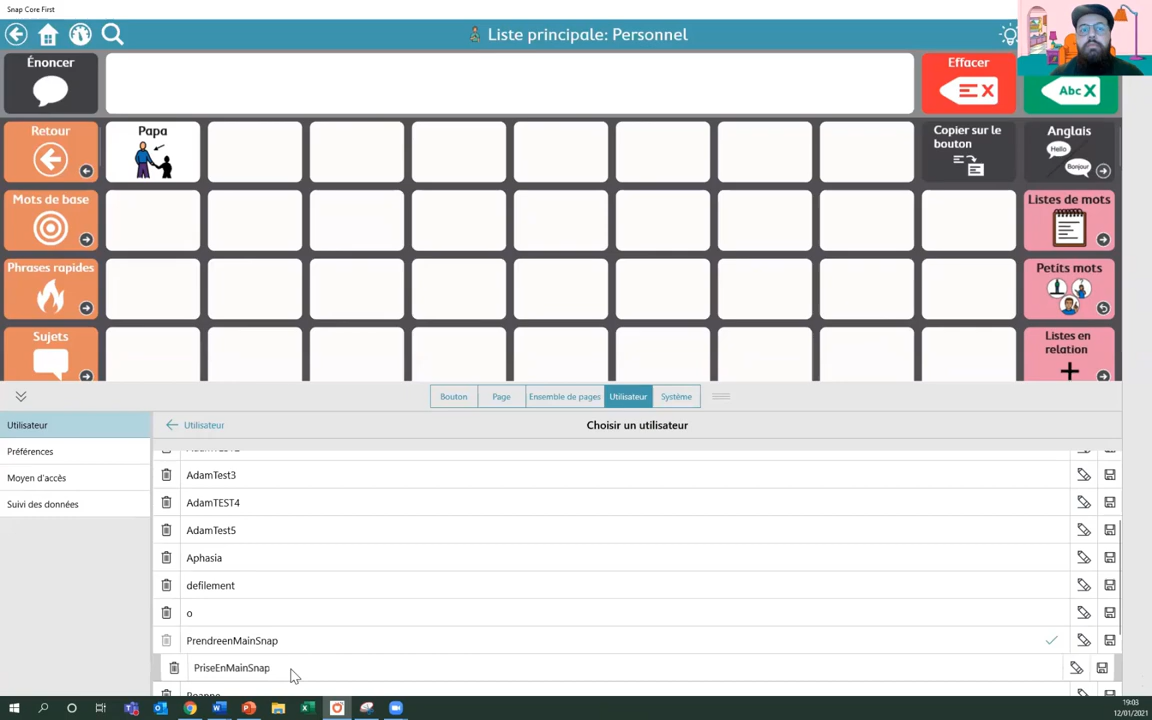 Snap Core First
Liste principale: Personnel
Énoncer
Effacer
Abc X
Retour
Papa
Copier sur le
bouton
Anglais
Hello
Bonjour
Mots de base
Listes de mots
Phrases rapides
Petits mots
Sujets
Listes en
relation
Bouton
Page
Ensemble de pages
Utilisateur
Système
Utilisateur
Utilisateur
Choisir un utilisateur
Préférences
Moyen d'accès
Suivi des données
AdamTest3
AdamTEST4
AdamTest5
Aphasia
defilement
o
PrendreenMainSnap
PriseEnMainSnap
19:03
12/01/2021